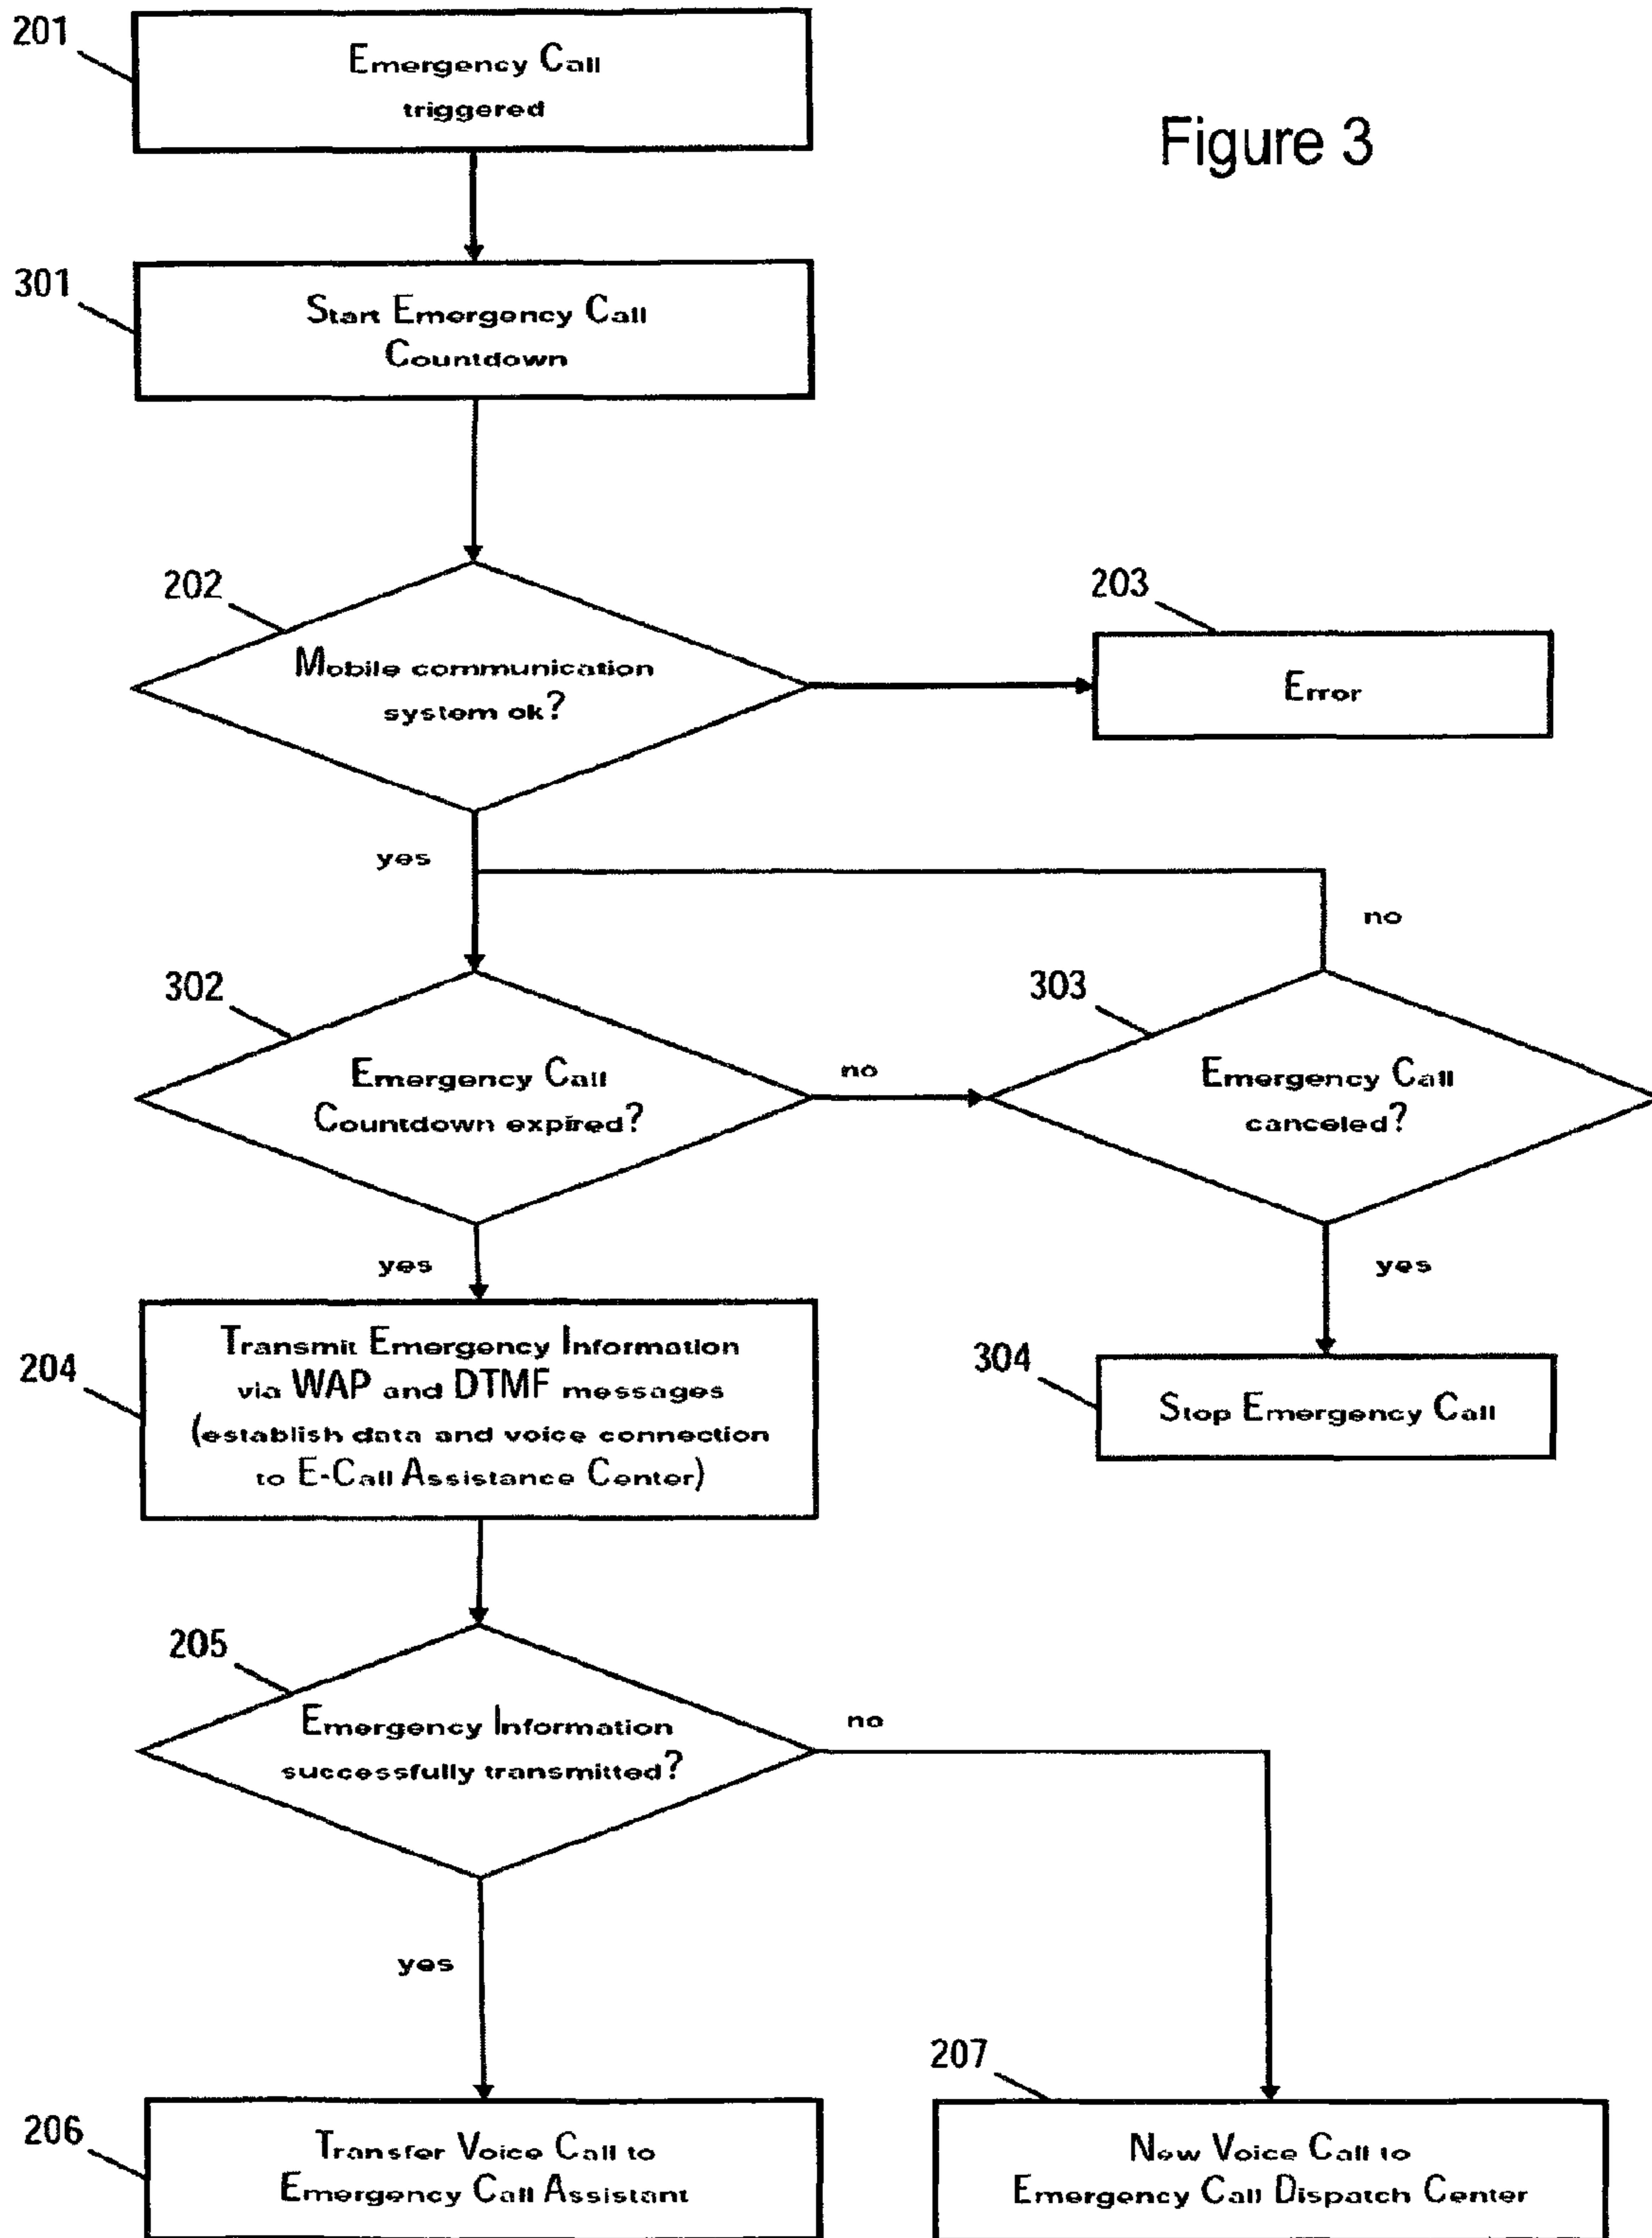 201
Emergency Call
triggered
Figure 3
301
Start Emergency Call
Countdown
202
Mobile communication
system ok?
203
Error
yes
no
302
Emergency Call
Countdown expired?
no
303
Emergency Call
canceled?
yes
yes
204
Transmit Emergency Information
via WAP and DTMF messages
(establish data and voice connection
to E-Call Assistance Center)
304
Stop Emergency Call
205
Emergency Information
successfully transmitted?
no
yes
206
Transfer Voice Call to
Emergency Call Assistant
207
New Voice Call to
Emergency Call Dispatch Center